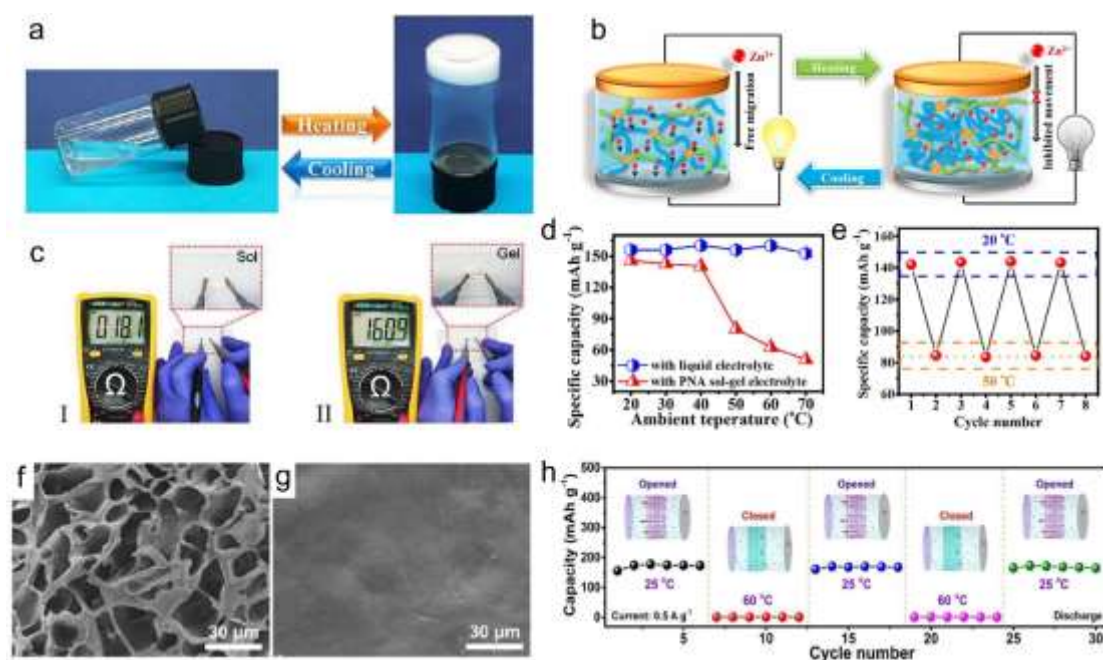 a
Heating
Cooling
b
Zn²⁺
Free migration
Heating
Cooling
Zn²⁺
Inhibited movement
c
Sol
018.1
Ω
I
Gel
160.9
Ω
II
d
Specific capacity (mAh g⁻¹)
150
120
90
60
30
with liquid electrolyte
with PNA sol-gel electrolyte
20 30 40 50 60 70
Ambient teperature (°C)
e
Specific capacity (mAh g⁻¹)
160
140
120
100
80
60
20 °C
50 °C
1 2 3 4 5 6 7 8
Cycle number
f
30 μm
g
30 μm
h
Capacity (mAh g⁻¹)
500
400
300
200
100
0
Opened
Closed
Opened
Closed
Opened
25 °C
60 °C
25 °C
60 °C
25 °C
Current: 0.5 A g⁻¹
Discharge
5 10 15 20 25 30
Cycle number